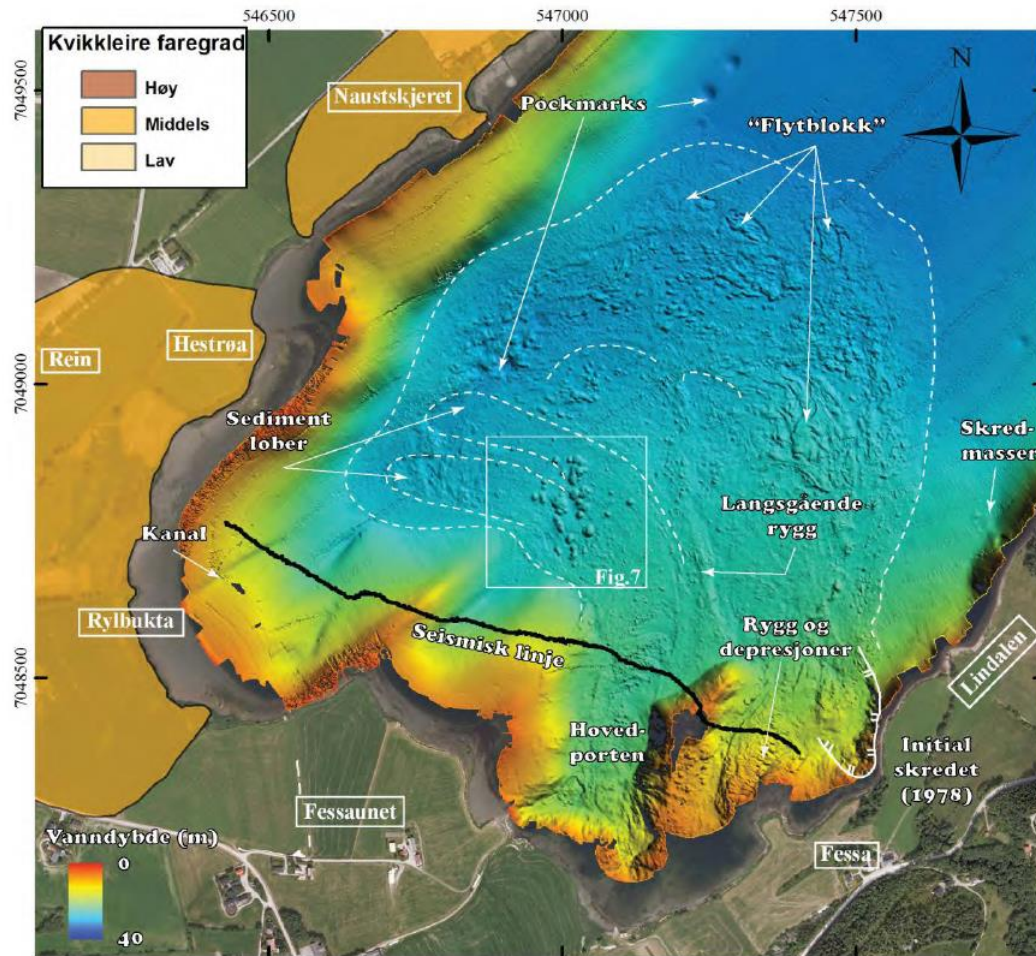 546500
547000
547500
Kvikkleire faregrad
Høy
Middels
Lav
7049500
7049000
7048500
Naustskjeret
Pockmarks
“Flytblokk”
N
Hestrøa
Rein
Sediment
løber
Skred-
masser
Langsgående
rygg
Kanal
Fig.7
Rylbukta
Seismisk linje
Rygg og
depresjoner
Lindalen
Hoved-
porten
Initial
skredet
(1978)
Fessaunet
Fessa
Vanndybde (m)
0
40